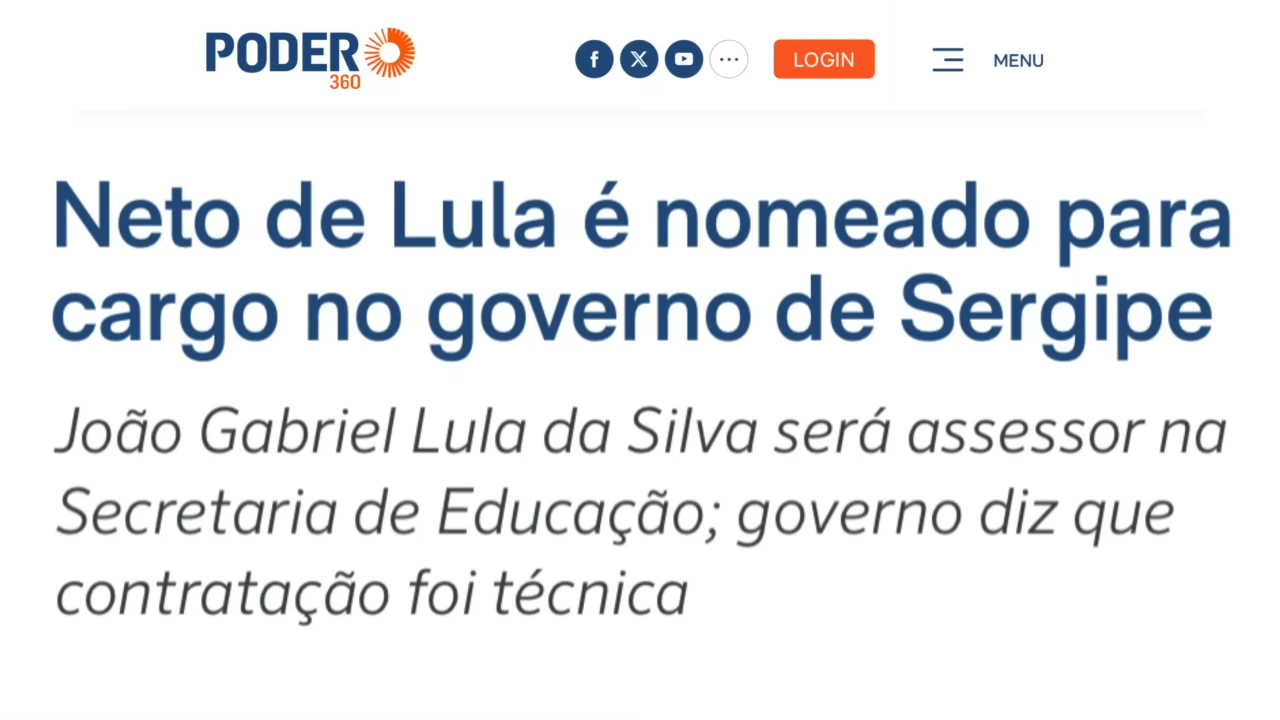 PODER
360
LOGIN
MENU
Neto de Lula é nomeado para
cargo no governo de Sergipe
João Gabriel Lula da Silva será assessor na
Secretaria de Educação; governo diz que
contratação foi técnica